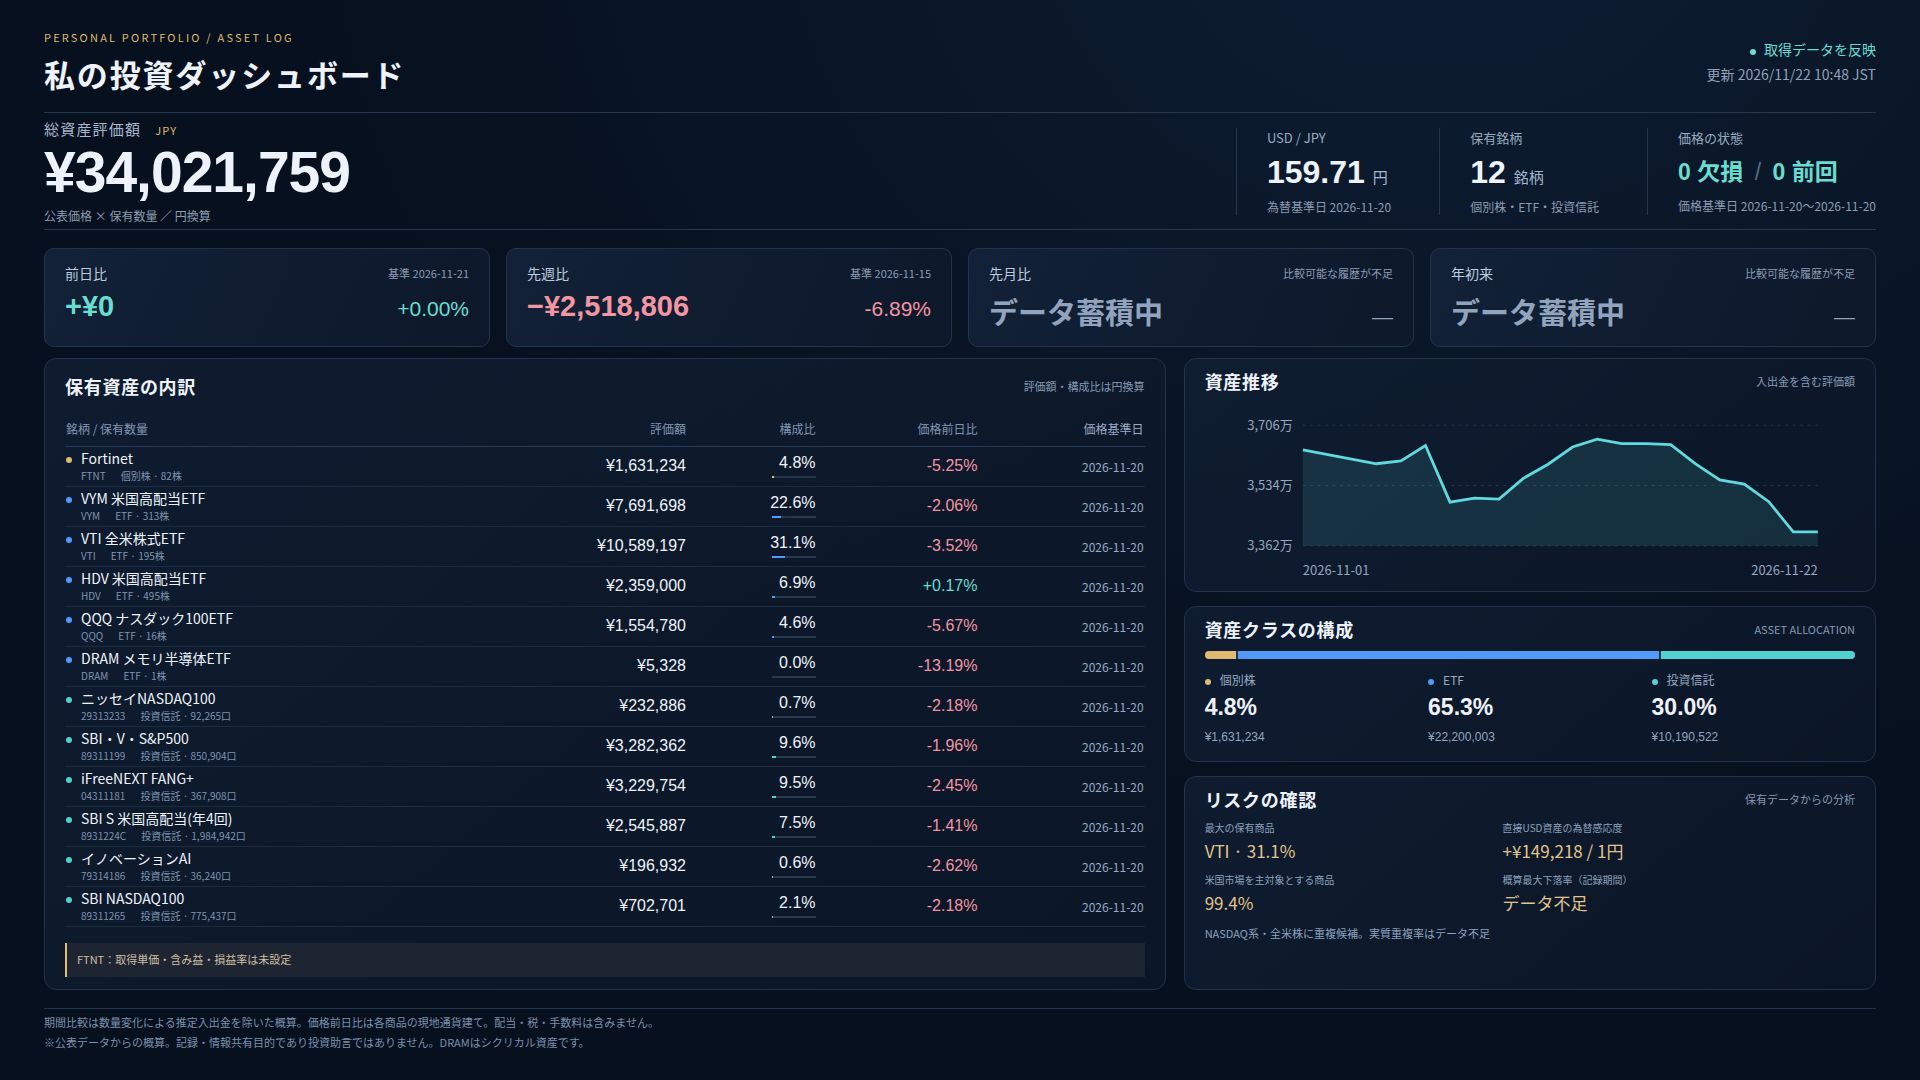 PERSONAL PORTFOLIO / ASSET LOG
私の投資ダッシュボード
● 取得データを反映
更新 2026/11/22 10:48 JST
総資産評価額 JPY
¥34,021,759
公表価格 × 保有数量 ／ 円換算
USD / JPY
159.71 円
為替基準日 2026-11-20
保有銘柄
12 銘柄
個別株・ETF・投資信託
価格の状態
0 欠損 / 0 前回
価格基準日 2026-11-20〜2026-11-20
前日比 基準 2026-11-21
+¥0 +0.00%
先週比 基準 2026-11-15
−¥2,518,806 -6.89%
先月比 比較可能な履歴が不足
データ蓄積中 —
年初来 比較可能な履歴が不足
データ蓄積中 —
保有資産の内訳 評価額・構成比は円換算
銘柄 / 保有数量 評価額 構成比 価格前日比 価格基準日
Fortinet ¥1,631,234 4.8% -5.25% 2026-11-20
FTNT 個別株 · 82株
VYM 米国高配当ETF ¥7,691,698 22.6% -2.06% 2026-11-20
VYM ETF · 313株
VTI 全米株式ETF ¥10,589,197 31.1% -3.52% 2026-11-20
VTI ETF · 195株
HDV 米国高配当ETF ¥2,359,000 6.9% +0.17% 2026-11-20
HDV ETF · 495株
QQQ ナスダック100ETF ¥1,554,780 4.6% -5.67% 2026-11-20
QQQ ETF · 16株
DRAM メモリ半導体ETF ¥5,328 0.0% -13.19% 2026-11-20
DRAM ETF · 1株
ニッセイNASDAQ100 ¥232,886 0.7% -2.18% 2026-11-20
29313233 投資信託 · 92,265口
SBI・V・S&P500 ¥3,282,362 9.6% -1.96% 2026-11-20
89311199 投資信託 · 850,904口
iFreeNEXT FANG+ ¥3,229,754 9.5% -2.45% 2026-11-20
04311181 投資信託 · 367,908口
SBI S 米国高配当(年4回) ¥2,545,887 7.5% -1.41% 2026-11-20
8931224C 投資信託 · 1,984,942口
イノベーションAI ¥196,932 0.6% -2.62% 2026-11-20
79314186 投資信託 · 36,240口
SBI NASDAQ100 ¥702,701 2.1% -2.18% 2026-11-20
89311265 投資信託 · 775,437口
FTNT：取得単価・含み益・損益率は未設定
資産推移 入出金を含む評価額
3,706万
3,534万
3,362万
2026-11-01 2026-11-22
資産クラスの構成 ASSET ALLOCATION
個別株 ETF 投資信託
4.8% 65.3% 30.0%
¥1,631,234 ¥22,200,003 ¥10,190,522
リスクの確認 保有データからの分析
最大の保有商品 直接USD資産の為替感応度
VTI · 31.1% +¥149,218 / 1円
米国市場を主対象とする商品 概算最大下落率（記録期間）
99.4% データ不足
NASDAQ系・全米株に重複候補。実質重複率はデータ不足
期間比較は数量変化による推定入出金を除いた概算。価格前日比は各商品の現地通貨建て。配当・税・手数料は含みません。
※公表データからの概算。記録・情報共有目的であり投資助言ではありません。DRAMはシクリカル資産です。